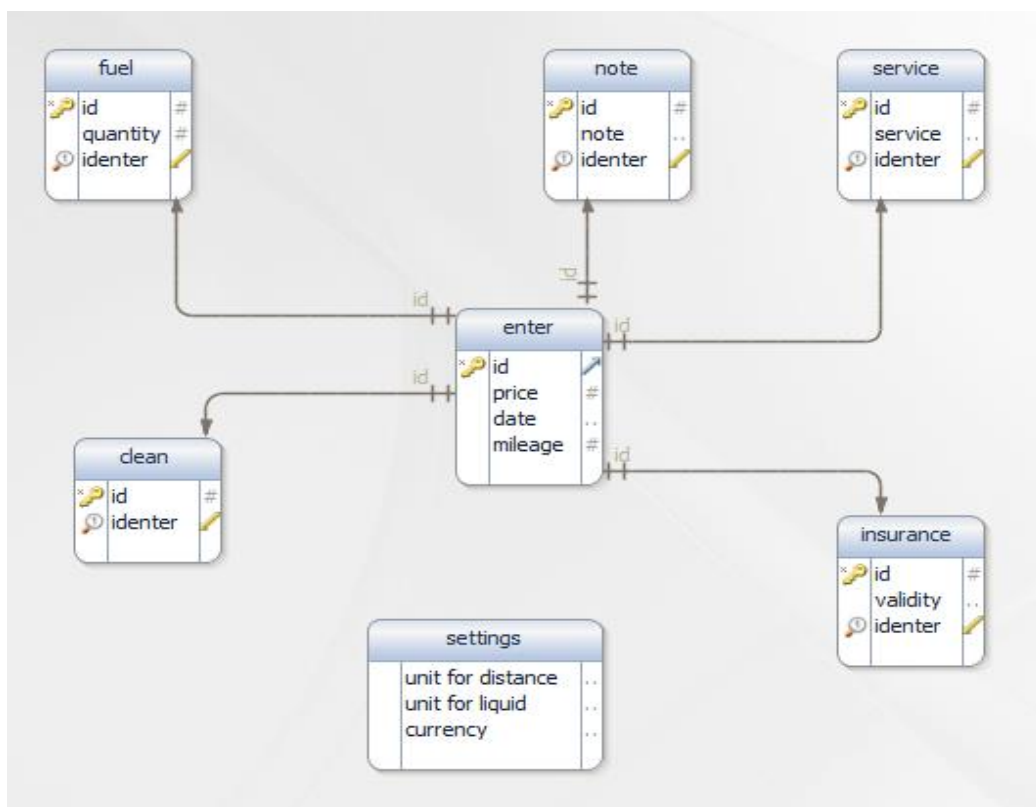 fuel
id #
quantity #
identer
note
id #
note ..
identer
service
id #
service ..
identer
id
id
id
enter
id
price #
date ..
mileage #
id
id
clean
id #
identer
insurance
id #
validity ..
identer
settings
unit for distance ..
unit for liquid ..
currency ..